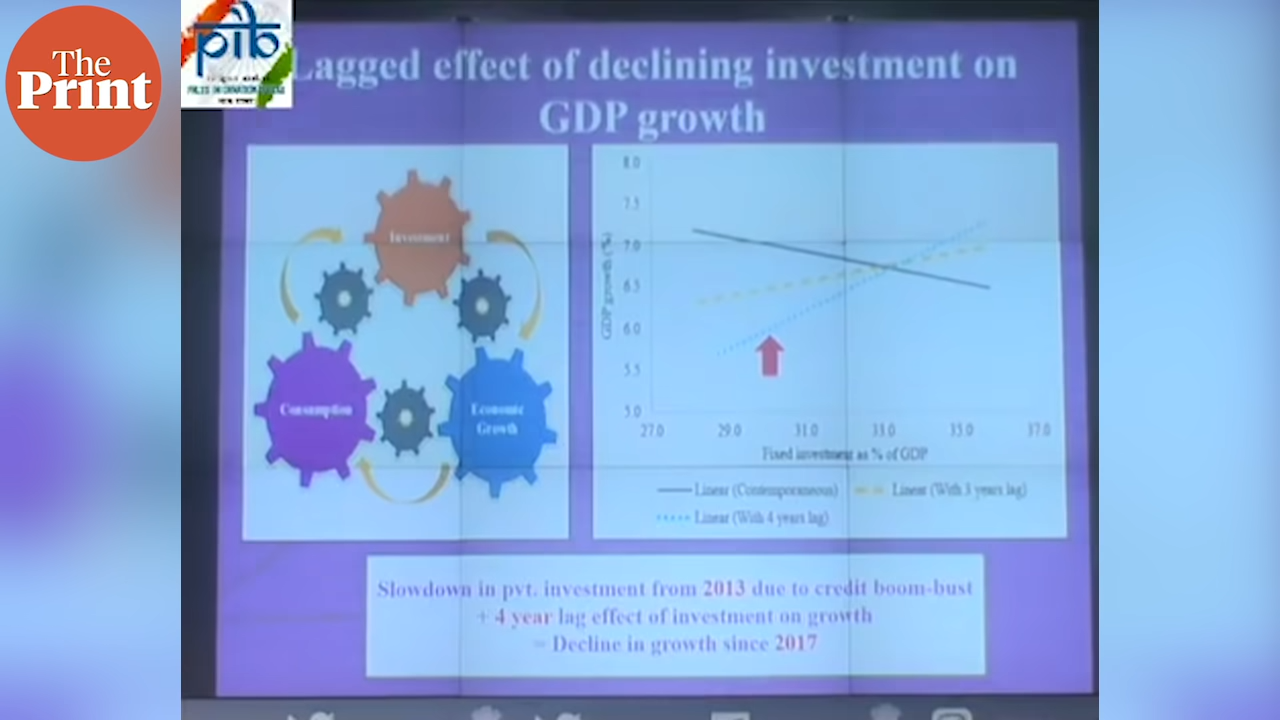 The
Print
pib
Lagged effect of declining investment on
GDP growth
Investment
Consumption
Economic
Growth
GDP growth (%)
8.0
7.5
7.0
6.5
6.0
5.5
5.0
27.0 29.0 31.0 33.0 35.0 37.0
Fixed investment as % of GDP
Linear (Contemporaneous) Linear (With 3 years lag)
Linear (With 4 years lag)
Slowdown in pvt. investment from 2013 due to credit boom-bust
+ 4 year lag effect of investment on growth
= Decline in growth since 2017